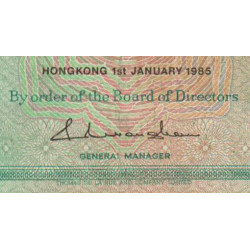 HONGKONG 1st JANUARY 1985
By order of the Board of Directors
GENERAL MANAGER
THOMAS DE LA RUE AND COMPANY, LIMITED